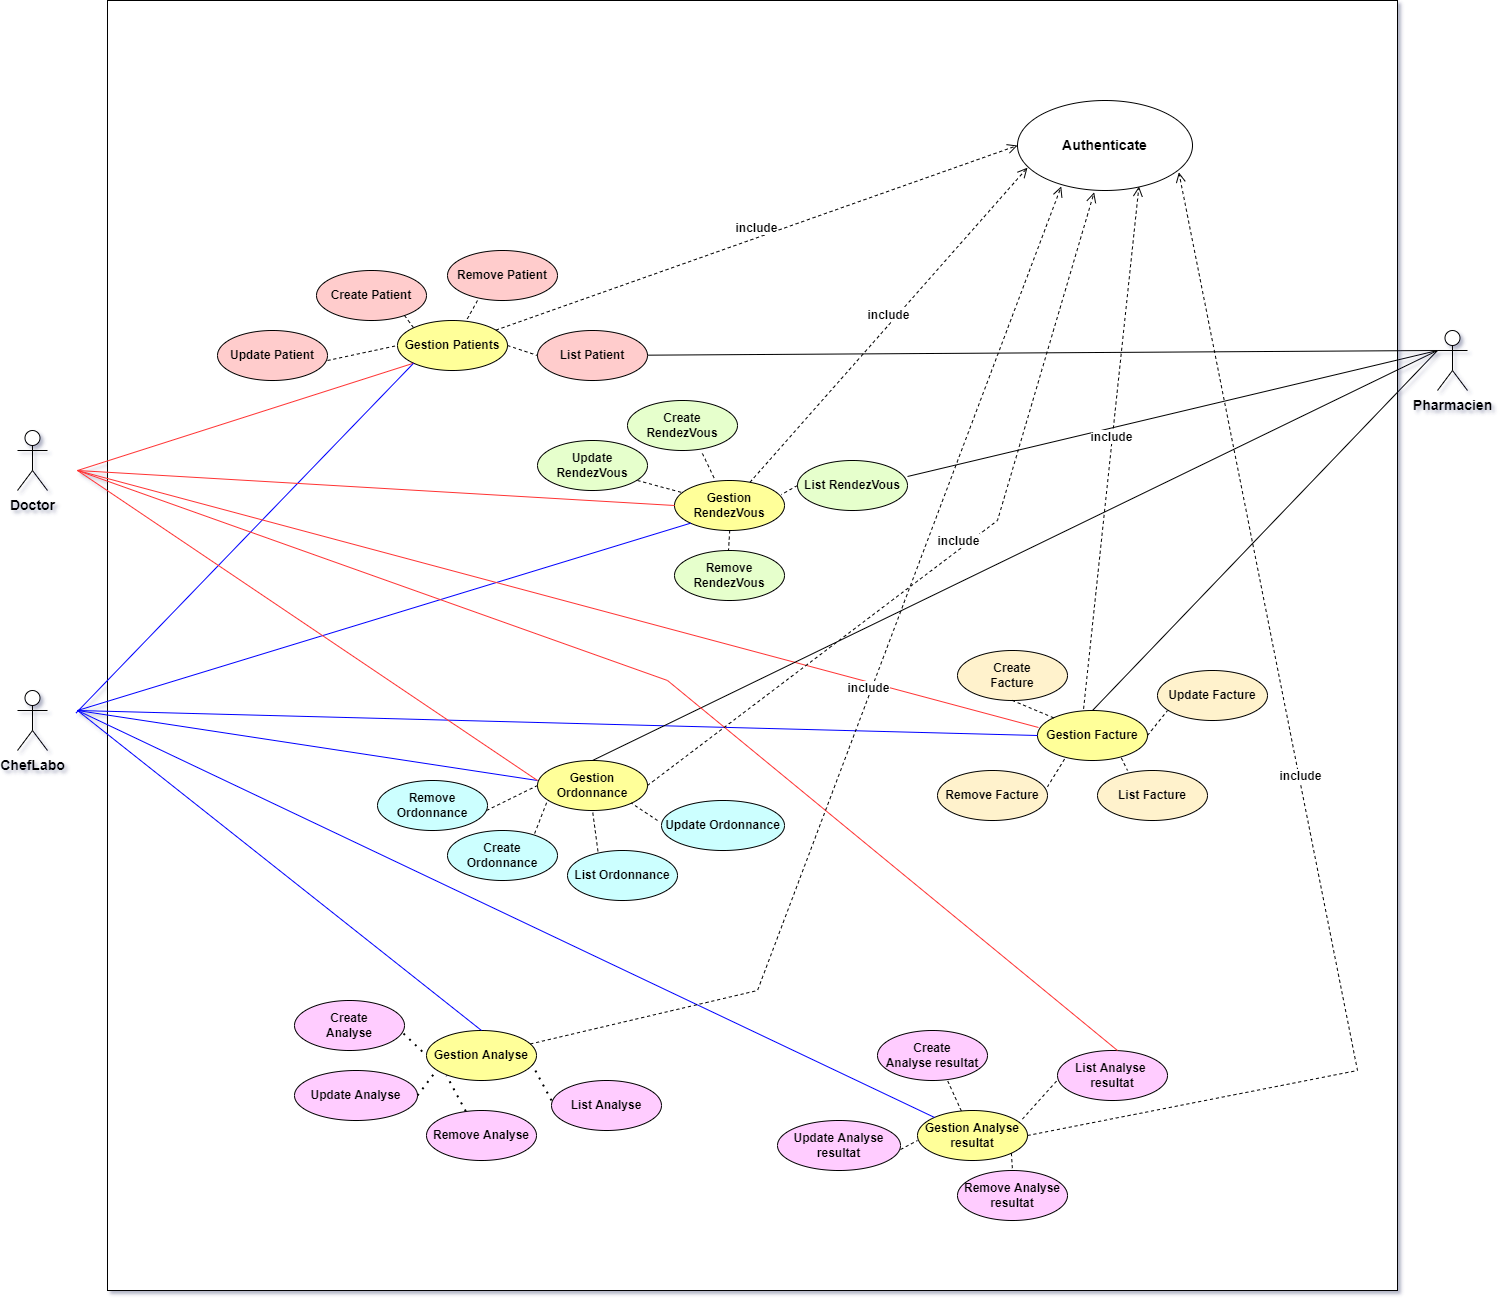 Authenticate
include
Remove Patient
Create Patient
include
Gestion Patients
Update Patient
List Patient
Pharmacien
Create
RendezVous
include
Update
RendezVous
List RendezVous
Gestion
RendezVous
Doctor
include
Remove
RendezVous
Create
Facture
include
Update Facture
Gestion Facture
ChefLabo
include
Gestion
Ordonnance
Remove Facture
List Facture
Remove
Ordonnance
Update Ordonnance
Create
Ordonnance
List Ordonnance
Create
Analyse
Gestion Analyse
Create
Analyse resultat
List Analyse
resultat
Update Analyse
List Analyse
Remove Analyse
Gestion Analyse
resultat
Update Analyse
resultat
Remove Analyse
resultat